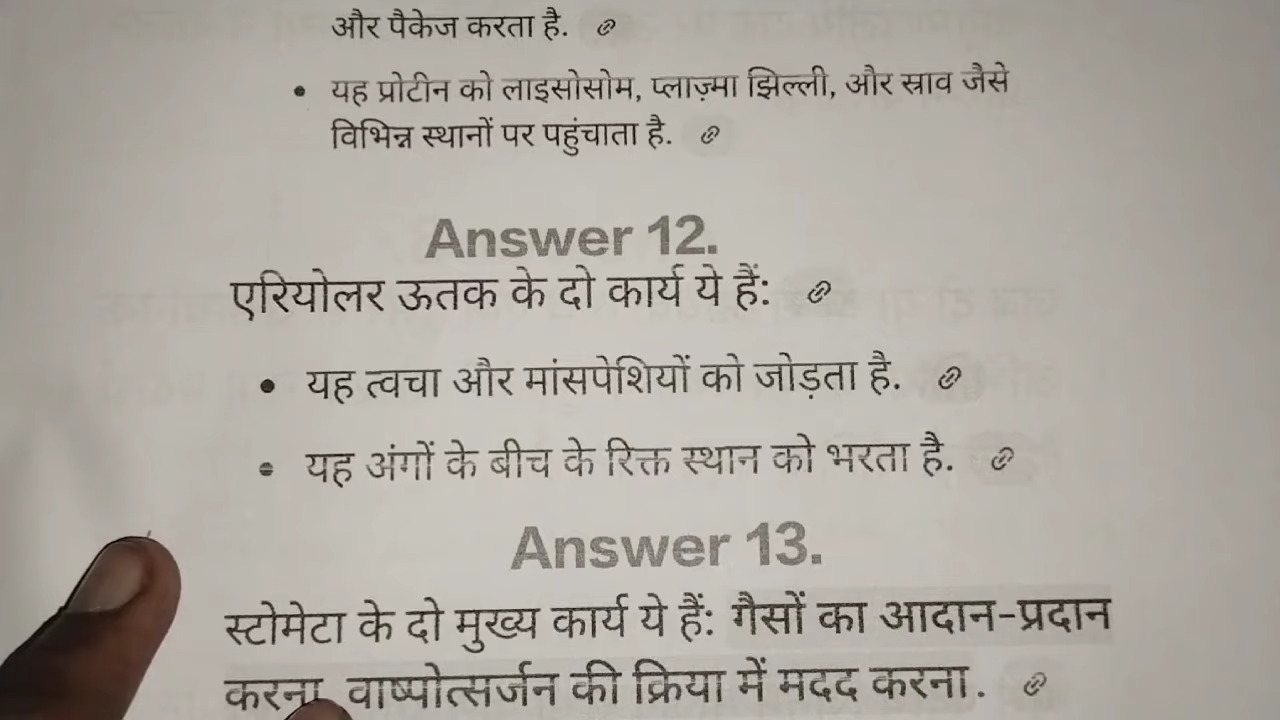 और पैकेज करता है.
• यह प्रोटीन को लाइसोसोम, प्लाज़्मा झिल्ली, और स्राव जैसे
विभिन्न स्थानों पर पहुंचाता है.
Answer 12.
एरियोलर ऊतक के दो कार्य ये हैं:
• यह त्वचा और मांसपेशियों को जोड़ता है.
• यह अंगों के बीच के रिक्त स्थान को भरता है.
Answer 13.
स्टोमेटा के दो मुख्य कार्य ये हैं: गैसों का आदान-प्रदान
करना, वाष्पोत्सर्जन की क्रिया में मदद करना.